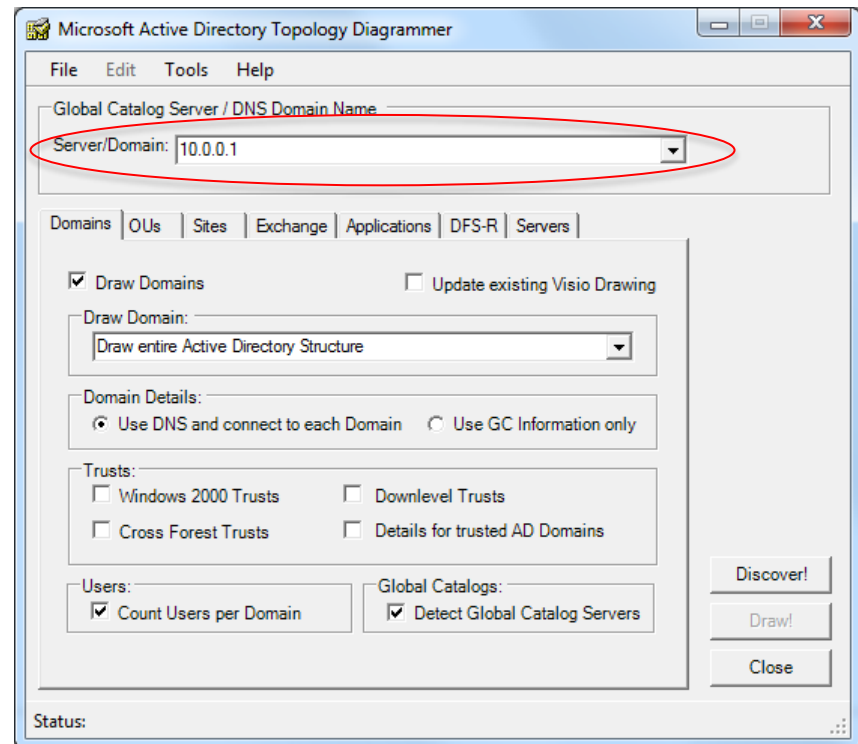 Microsoft Active Directory Topology Diagrammer
File Edit Tools Help
Global Catalog Server / DNS Domain Name
Server/Domain: 10.0.0.1
Domains OUs Sites Exchange Applications DFS-R Servers
Draw Domains Update existing Visio Drawing
Draw Domain:
Draw entire Active Directory Structure
Domain Details:
Use DNS and connect to each Domain Use GC Information only
Trusts:
Windows 2000 Trusts Downlevel Trusts
Cross Forest Trusts Details for trusted AD Domains
Users: Global Catalogs:
Count Users per Domain Detect Global Catalog Servers
Discover!
Draw!
Close
Status: